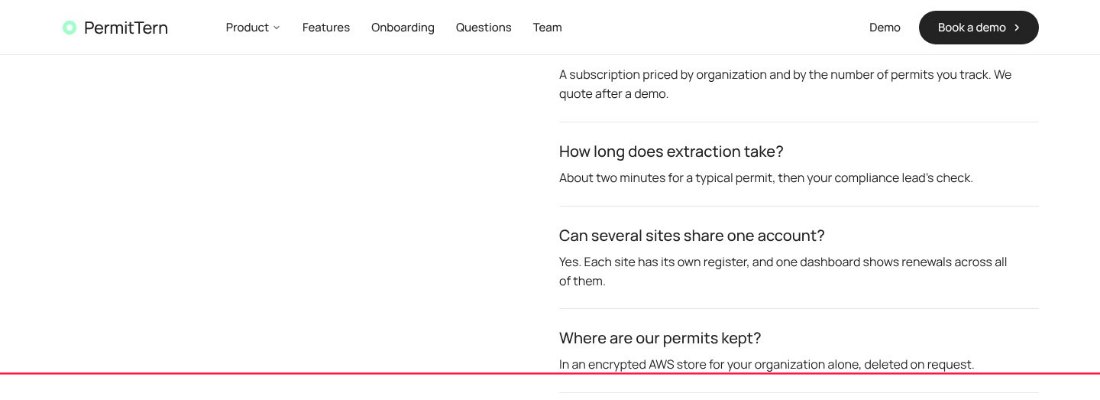 PermitTern
Product
Features
Onboarding
Questions
Team
Demo
Book a demo
A subscription priced by organization and by the number of permits you track. We
quote after a demo.
How long does extraction take?
About two minutes for a typical permit, then your compliance lead's check.
Can several sites share one account?
Yes. Each site has its own register, and one dashboard shows renewals across all
of them.
Where are our permits kept?
In an encrypted AWS store for your organization alone, deleted on request.